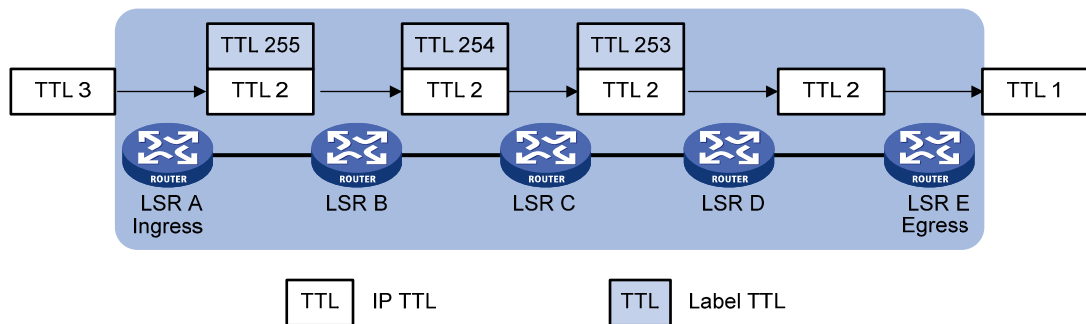 TTL 255
TTL 254
TTL 253
TTL 3
TTL 2
TTL 2
TTL 2
TTL 2
TTL 1
ROUTER
ROUTER
ROUTER
ROUTER
ROUTER
LSR A
Ingress
LSR B
LSR C
LSR D
LSR E
Egress
TTL
IP TTL
TTL
Label TTL